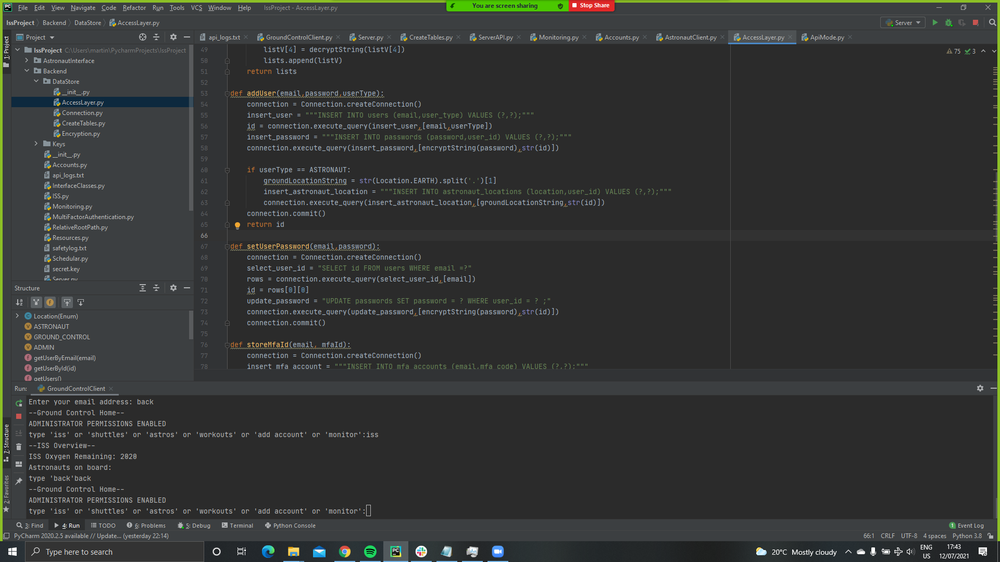 PC File Edit View Navigate Code Refactor Run Tools VCS Window Help IssProject - AccessLayer.py
You are screen sharing Stop Share
IssProject Backend DataStore AccessLayer.py Server
Project
api_logs.txt GroundControlClient.py Server.py CreateTables.py ServerAPI.py Monitoring.py Accounts.py AstronautClient.py AccessLayer.py ApiMode.py
1: Project
IssProject C:\Users\martin\PycharmProjects\IssProject
AstronautInterface
Backend
DataStore
__init__.py
AccessLayer.py
Connection.py
CreateTables.py
Encryption.py
Keys
__init__.py
Accounts.py
api_logs.txt
InterfaceClasses.py
ISS.py
Monitoring.py
MultiFactorAuthentication.py
RelativeRootPath.py
Resources.py
safetylog.txt
Schedular.py
secret.key
Server.py
75 3
49 listV[4] = decryptString(listV[4])
50 lists.append(listV)
51 return lists
52
53 def addUser(email,password,userType):
54 connection = Connection.createConnection()
55 insert_user = """INSERT INTO users (email,user_type) VALUES (?,?);"""
56 id = connection.execute_query(insert_user,[email,userType])
57 insert_password = """INSERT INTO passwords (password,user_id) VALUES (?,?);"""
58 connection.execute_query(insert_password,[encryptString(password),str(id)])
59
60 if userType == ASTRONAUT:
61 groundLocationString = str(Location.EARTH).split('.')[1]
62 insert_astronaut_location = """INSERT INTO astronaut_locations (location,user_id) VALUES (?,?);"""
63 connection.execute_query(insert_astronaut_location,[groundLocationString,str(id)])
64 connection.commit()
65 return id
66
67 def setUserPassword(email,password):
68 connection = Connection.createConnection()
69 select_user_id = "SELECT id FROM users WHERE email =?"
70 rows = connection.execute_query(select_user_id,[email])
71 id = rows[0][0]
72 update_password = "UPDATE passwords SET password = ? WHERE user_id = ? ;"
73 connection.execute_query(update_password,[encryptString(password),str(id)])
74 connection.commit()
75
76 def storeMfaId(email, mfaId):
77 connection = Connection.createConnection()
78 insert_mfa_account = """INSERT INTO mfa_accounts (email,mfa_code) VALUES (?,?);"""
Structure
Location(Enum)
ASTRONAUT
GROUND_CONTROL
ADMIN
getUserByEmail(email)
getUserById(id)
getUsers()
Run: GroundControlClient
7: Structure
2: Favorites
Enter your email address: back
--Ground Control Home--
ADMINISTRATOR PERMISSIONS ENABLED
type 'iss' or 'shuttles' or 'astros' or 'workouts' or 'add account' or 'monitor':iss
--ISS Overview--
ISS Oxygen Remaining: 2020
Astronauts on board:
type 'back'back
--Ground Control Home--
ADMINISTRATOR PERMISSIONS ENABLED
type 'iss' or 'shuttles' or 'astros' or 'workouts' or 'add account' or 'monitor':
3: Find 4: Run TODO 6: Problems 5: Debug Terminal Python Console 1 Event Log
PyCharm 2020.2.5 available // Update... (yesterday 22:14) 66:1 CRLF UTF-8 4 spaces Python 3.8
Type here to search PC 20°C Mostly cloudy ENG US 17:43 12/07/2021